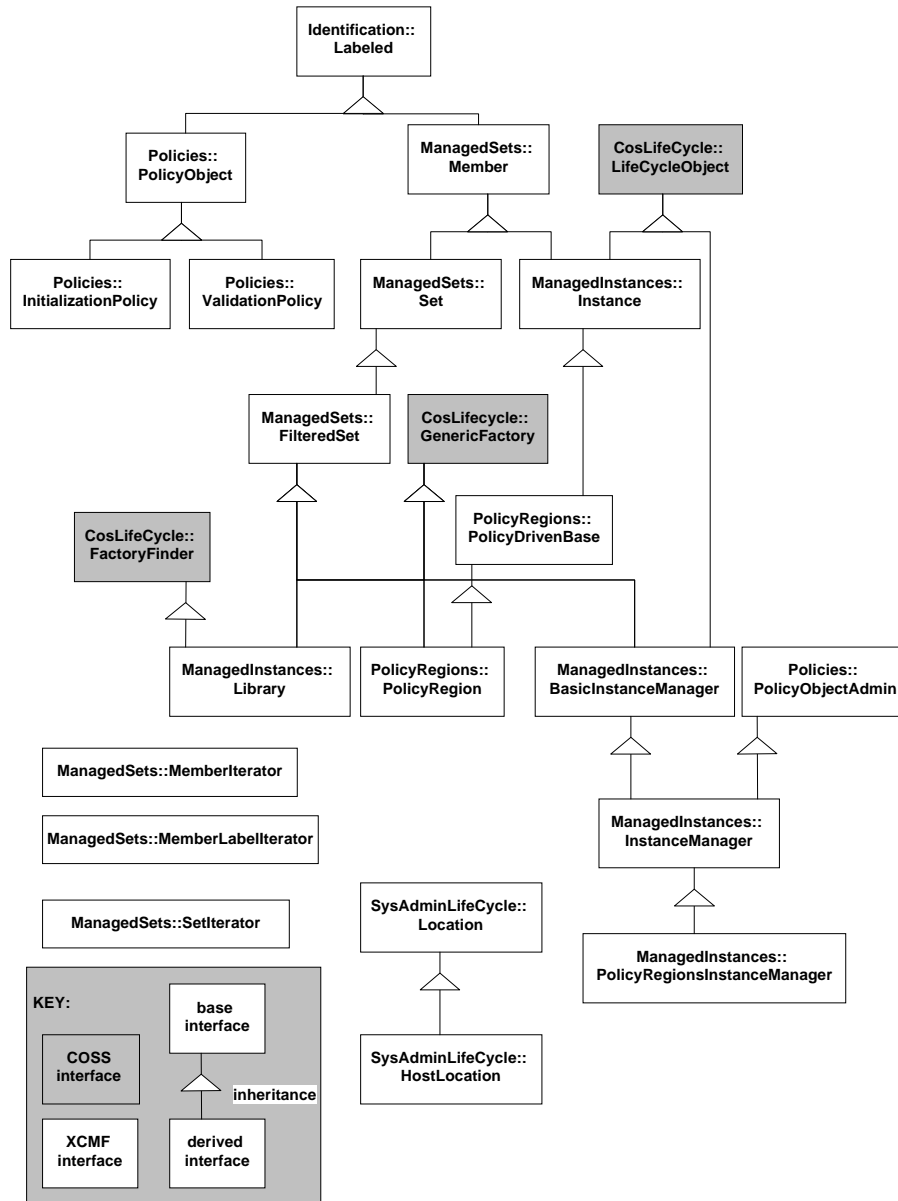 Identification::
Labeled
Policies::
PolicyObject
ManagedSets::
Member
CosLifeCycle::
LifeCycleObject
Policies::
InitializationPolicy
Policies::
ValidationPolicy
ManagedSets::
Set
ManagedInstances::
Instance
ManagedSets::
FilteredSet
CosLifecycle::
GenericFactory
PolicyRegions::
PolicyDrivenBase
CosLifeCycle::
FactoryFinder
ManagedInstances::
Library
PolicyRegions::
PolicyRegion
ManagedInstances::
BasicInstanceManager
Policies:
PolicyObjectAdmin
ManagedSets::MemberIterator
ManagedSets::MemberLabelIterator
ManagedInstances::
InstanceManager
ManagedSets::SetIterator
SysAdminLifeCycle::
Location
ManagedInstances::
PolicyRegionsInstanceManager
KEY:
base
interface
COSS
interface
inheritance
XCMF
interface
derived
interface
SysAdminLifeCycle::
HostLocation